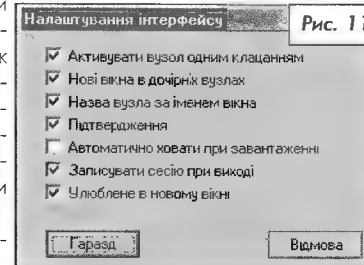 Налаштування інтерфейсу
Рис. 11
Активувати вузол одним клацанням
Нові вікна в дочірніх вузлах
Назва вузла за іменем вікна
Підтвердження
Автоматично ховати при завантаженні
Записувати сесію при виході
Улюблене в новому вікні
Гаразд
Відмова